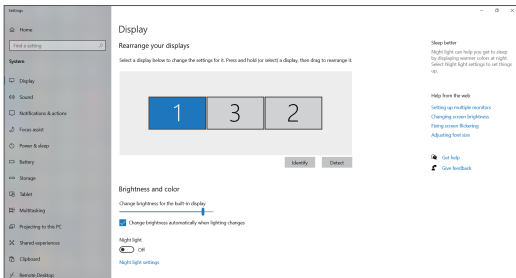 Settings
Home
Find a setting
System
Display
Sound
Notifications & actions
Focus assist
Power & sleep
Battery
Storage
Tablet
Multitasking
Projecting to this PC
Shared experiences
Clipboard
Remote Desktop
Display
Rearrange your displays
Select a display below to change the settings for it. Press and hold (or select) a display, then drag to rearrange it.
1 3 2
Identify Detect
Brightness and color
Change brightness for the built-in display
Change brightness automatically when lighting changes
Night light
Off
Night light settings
Sleep better
Night light can help you get to sleep
by displaying warmer colors at night.
Select Night light settings to set things
up.
Help from the web
Setting up multiple monitors
Changing screen brightness
Fixing screen flickering
Adjusting font size
Get help
Give feedback